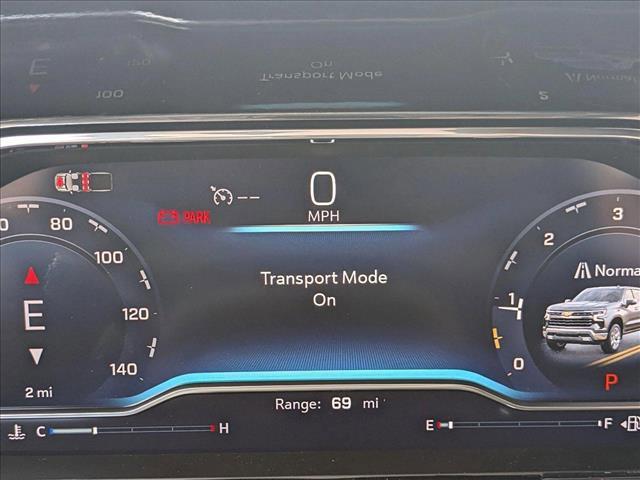 0
MPH
PARK
80
100
120
140
E
2 mi
Transport Mode
On
3
2
1
0
Norma
P
Range: 69 mi
C H
E F